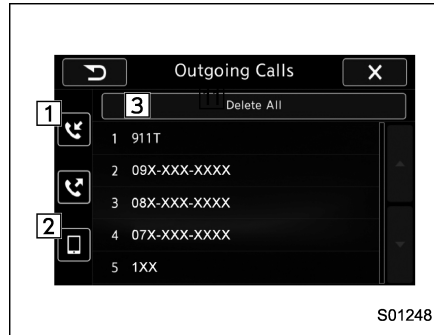 Outgoing Calls
X
1
3 Delete All
1 911T
2 09X-XXX-XXXX
3 08X-XXX-XXXX
2
4 07X-XXX-XXXX
5 1XX
S01248